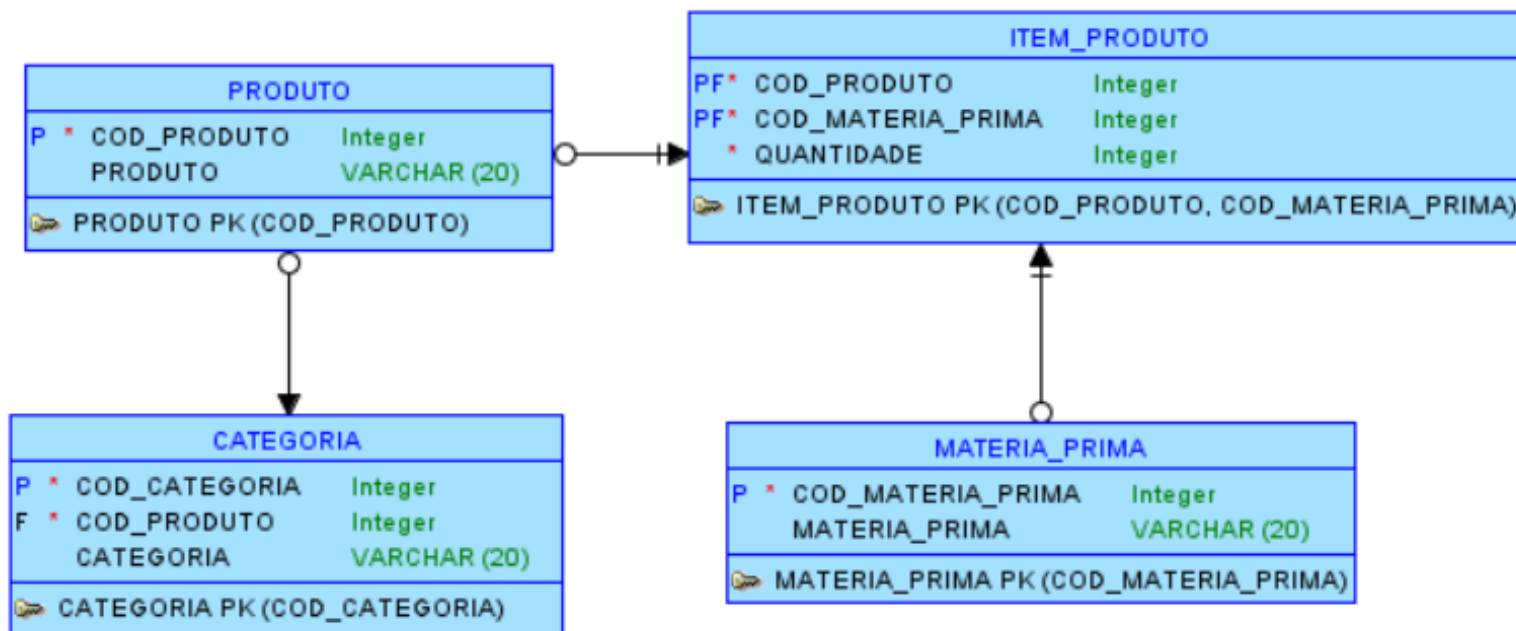 PRODUTO
P * COD_PRODUTO Integer
PRODUTO VARCHAR (20)
PRODUTO PK (COD_PRODUTO)
ITEM_PRODUTO
PF* COD_PRODUTO Integer
PF* COD_MATERIA_PRIMA Integer
* QUANTIDADE Integer
ITEM_PRODUTO PK (COD_PRODUTO, COD_MATERIA_PRIMA)
CATEGORIA
P * COD_CATEGORIA Integer
F * COD_PRODUTO Integer
CATEGORIA VARCHAR (20)
CATEGORIA PK (COD_CATEGORIA)
MATERIA_PRIMA
P * COD_MATERIA_PRIMA Integer
MATERIA_PRIMA VARCHAR (20)
MATERIA_PRIMA PK (COD_MATERIA_PRIMA)